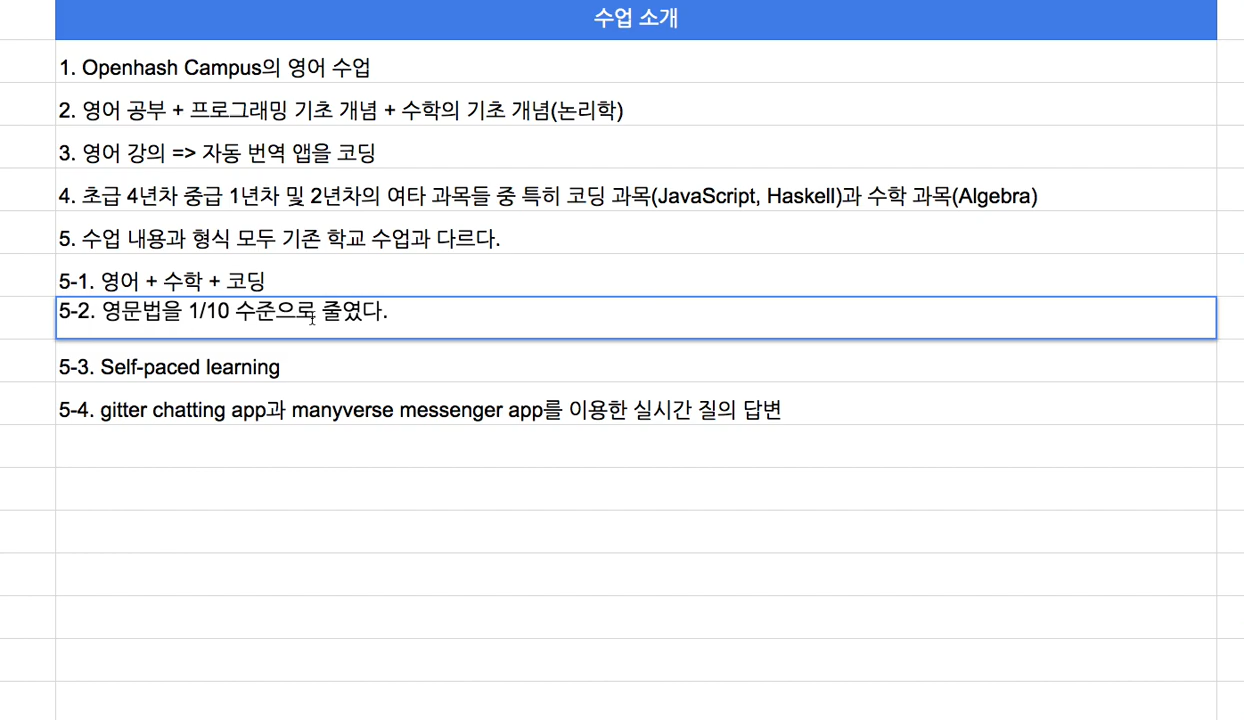 수업 소개
1. Openhash Campus의 영어 수업
2. 영어 공부 + 프로그래밍 기초 개념 + 수학의 기초 개념(논리학)
3. 영어 강의 => 자동 번역 앱을 코딩
4. 초급 4년차 중급 1년차 및 2년차의 여타 과목들 중 특히 코딩 과목(JavaScript, Haskell)과 수학 과목(Algebra)
5. 수업 내용과 형식 모두 기존 학교 수업과 다르다.
5-1. 영어 + 수학 + 코딩
5-2. 영문법을 1/10 수준으로 줄였다.
5-3. Self-paced learning
5-4. gitter chatting app과 manyverse messenger app를 이용한 실시간 질의 답변